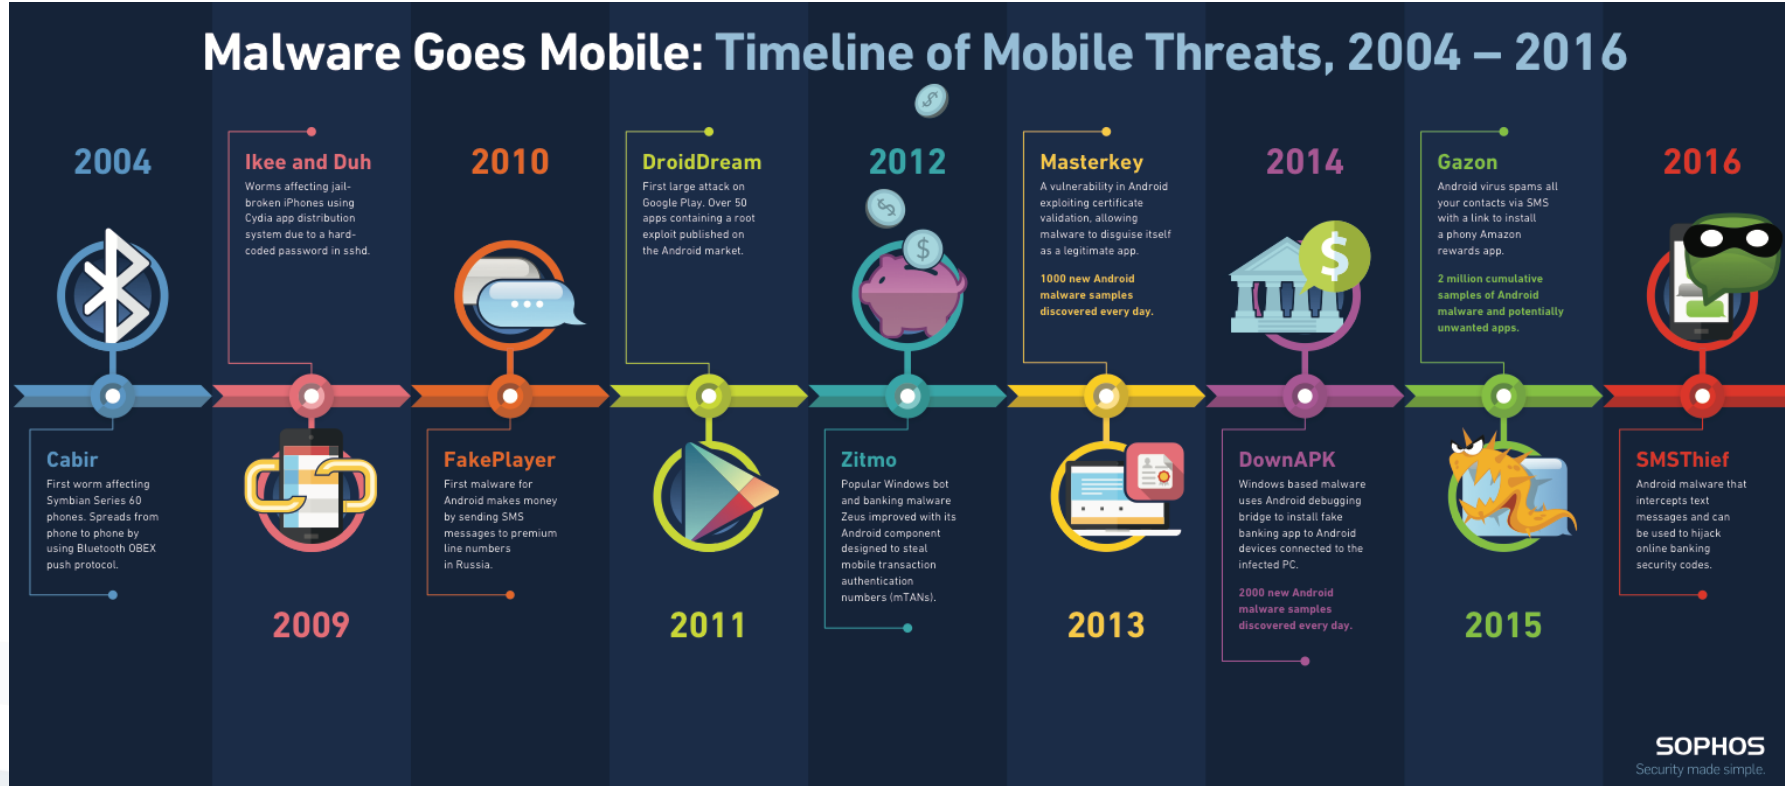 Malware Goes Mobile: Timeline of Mobile Threats, 2004 – 2016
2004
Cabir
First worm affecting
Symbian Series 60
phones. Spreads from
phone to phone by
using Bluetooth OBEX
push protocol.
Ikee and Duh
Worms affecting jail-
broken iPhones using
Cydia app distribution
system due to a hard-
coded password in sshd.
2009
2010
FakePlayer
First malware for
Android makes money
by sending SMS
messages to premium
line numbers
in Russia.
DroidDream
First large attack on
Google Play. Over 50
apps containing a root
exploit published on
the Android market.
2011
2012
$
$
$
Zitmo
Popular Windows bot
and banking malware
Zeus improved with its
Android component
designed to steal
mobile transaction
authentication
numbers (mTANs).
Masterkey
A vulnerability in Android
exploiting certificate
validation, allowing
malware to disguise itself
as a legitimate app.
1000 new Android
malware samples
discovered every day.
2013
2014
$
DownAPK
Windows based malware
uses Android debugging
bridge to install fake
banking app to Android
devices connected to the
infected PC.
2000 new Android
malware samples
discovered every day.
Gazon
Android virus spams all
your contacts via SMS
with a link to install
a phony Amazon
rewards app.
2 million cumulative
samples of Android
malware and potentially
unwanted apps.
2015
2016
SMSThief
Android malware that
intercepts text
messages and can
be used to hijack
online banking
security codes.
SOPHOS
Security made simple.